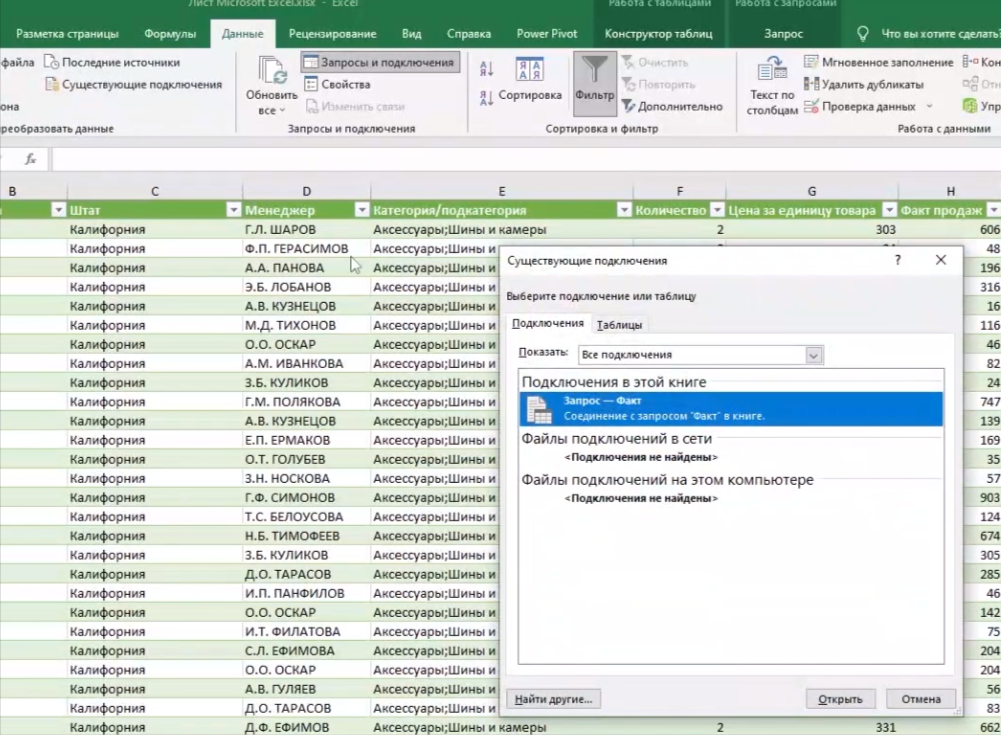 Лист Microsoft Excel.xlsx - Excel
Работа с таблицами
Работа с запросами
Разметка страницы Формулы Данные Рецензирование Вид Справка Power Pivot Конструктор таблиц Запрос Что вы хотите сделать?
файла Последние источники
Существующие подключения
она
реобразовать данные
Обновить
все
Запросы и подключения
Свойства
Изменить связи
Запросы и подключения
Сортировка
Фильтр
Очистить
Повторить
Дополнительно
Сортировка и фильтр
Текст по
столбцам
Мгновенное заполнение
Удалить дубликаты
Проверка данных
Кон
Отн
Упр
Работа с данными
fx
B C D E F G H
Штат Менеджер Категория/подкатегория Количество Цена за единицу товара Факт продаж
Калифорния Г.Л. ШАРОВ Аксессуары;Шины и камеры 2 303 606
Калифорния Ф.П. ГЕРАСИМОВ Аксессуары;Шины и 48
Калифорния А.А. ПАНОВА Аксессуары;Шины и 196
Калифорния Э.Б. ЛОБАНОВ Аксессуары;Шины и 316
Калифорния А.В. КУЗНЕЦОВ Аксессуары;Шины и 16
Калифорния М.Д. ТИХОНОВ Аксессуары;Шины и 116
Калифорния О.О. ОСКАР Аксессуары;Шины и 46
Калифорния А.М. ИВАНКОВА Аксессуары;Шины и 82
Калифорния З.Б. КУЛИКОВ Аксессуары;Шины и 24
Калифорния Г.М. ПОЛЯКОВА Аксессуары;Шины и 747
Калифорния А.В. КУЗНЕЦОВ Аксессуары;Шины и 139
Калифорния Е.П. ЕРМАКОВ Аксессуары;Шины и 169
Калифорния О.Т. ГОЛУБЕВ Аксессуары;Шины и 35
Калифорния З.Н. НОСКОВА Аксессуары;Шины и 57
Калифорния Г.Ф. СИМОНОВ Аксессуары;Шины и 903
Калифорния Т.С. БЕЛОУСОВА Аксессуары;Шины и 124
Калифорния Н.Б. ТИМОФЕЕВ Аксессуары;Шины и 674
Калифорния З.Б. КУЛИКОВ Аксессуары;Шины и 305
Калифорния Д.О. ТАРАСОВ Аксессуары;Шины и 285
Калифорния И.П. ПАНФИЛОВ Аксессуары;Шины и 46
Калифорния О.О. ОСКАР Аксессуары;Шины и 142
Калифорния И.Т. ФИЛАТОВА Аксессуары;Шины и 75
Калифорния С.Л. ЕФИМОВА Аксессуары;Шины и 204
Калифорния О.О. ОСКАР Аксессуары;Шины и 204
Калифорния А.В. ГУЛЯЕВ Аксессуары;Шины и 56
Калифорния Д.О. ТАРАСОВ Аксессуары;Шины и 83
Калифорния Д.Ф. ЕФИМОВ Аксессуары;Шины и камеры 2 331 662
Существующие подключения ?
Выберите подключение или таблицу
Подключения Таблицы
Показать: Все подключения
Подключения в этой книге
Запрос — Факт
Соединение с запросом "Факт" в книге.
Файлы подключений в сети
<Подключения не найдены>
Файлы подключений на этом компьютере
<Подключения не найдены>
Найти другие... Открыть Отмена